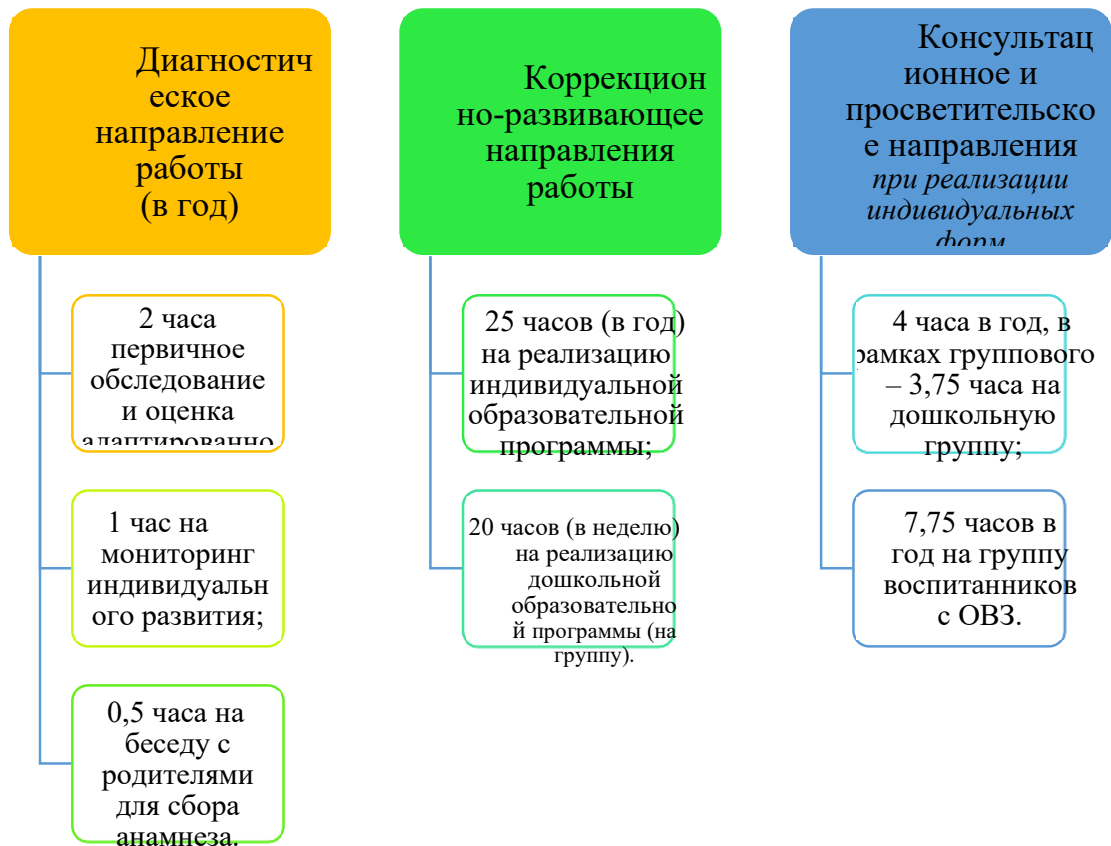 Диагностич
еское
направление
работы
(в год)
2 часа
первичное
обследование
и оценка
адаптированно
1 час на
мониторинг
индивидуальн
ого развития;
0,5 часа на
беседу с
родителями
для сбора
анамнеза.
Коррекцион
но-развивающее
направления
работы
25 часов (в год)
на реализацию
индивидуальной
образовательной
программы;
20 часов (в неделю)
на реализацию
дошкольной
образовательно
й программы (на
группу).
Консультац
ионное и
просветительско
е направления
при реализации
индивидуальных
форм
4 часа в год, в
рамках группового
– 3,75 часа на
дошкольную
группу;
7,75 часов в
год на группу
воспитанников
с ОВЗ.